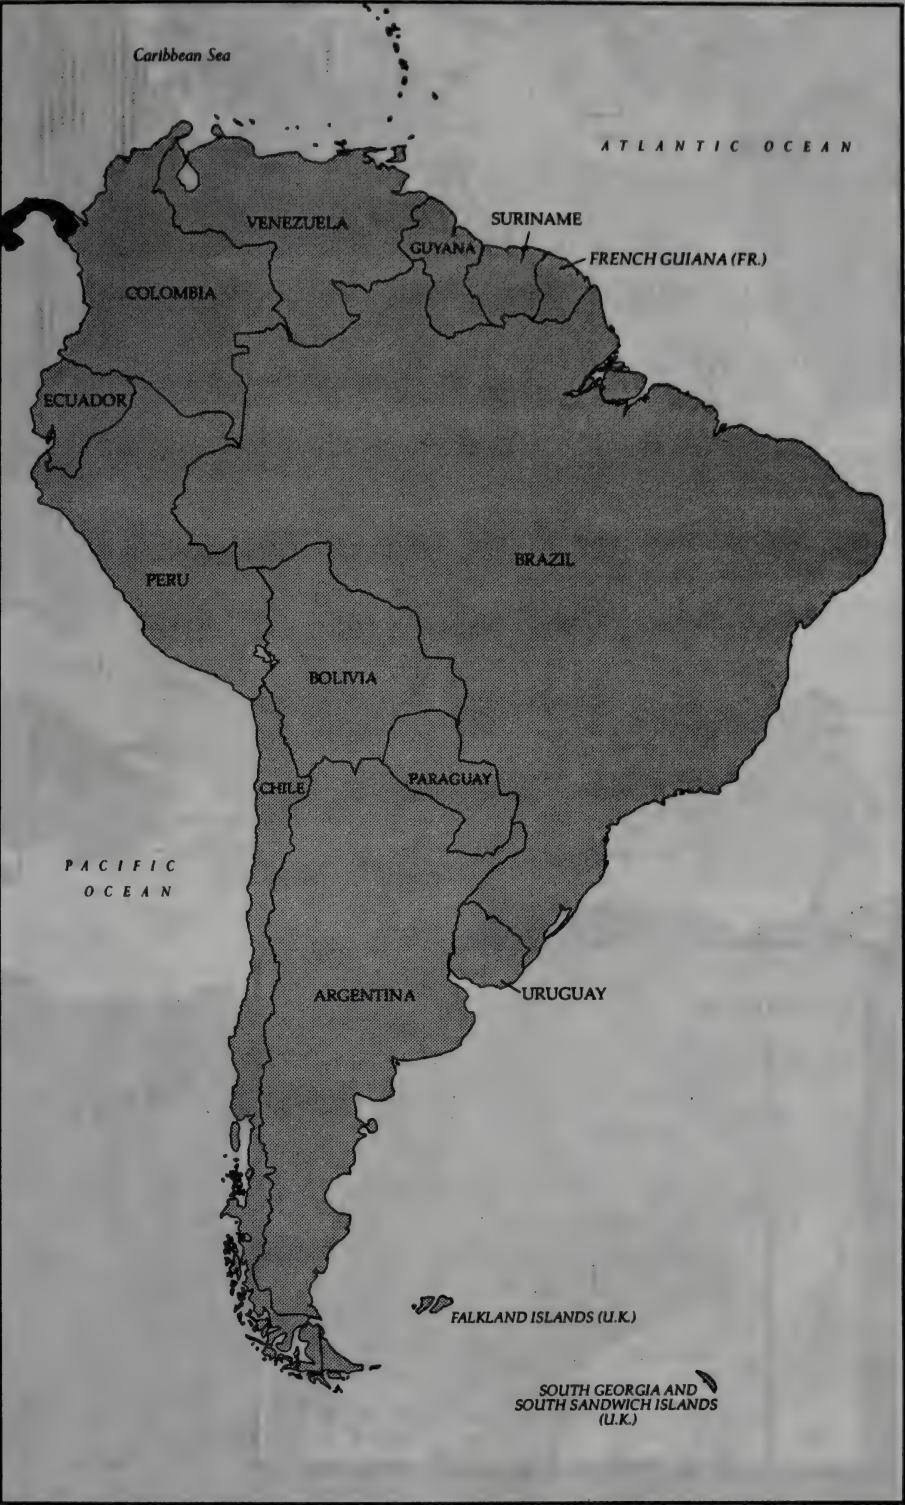 Caribbean Sea
ATLANTIC OCEAN
VENEZUELA
SURINAME
GUYANA
FRENCH GUIANA (FR.)
COLOMBIA
ECUADOR
BRAZIL
PERU
BOLIVIA
PARAGUAY
CHILE
PACIFIC
OCEAN
ARGENTINA
URUGUAY
FALKLAND ISLANDS (U.K.)
SOUTH GEORGIA AND
SOUTH SANDWICH ISLANDS
(U.K.)